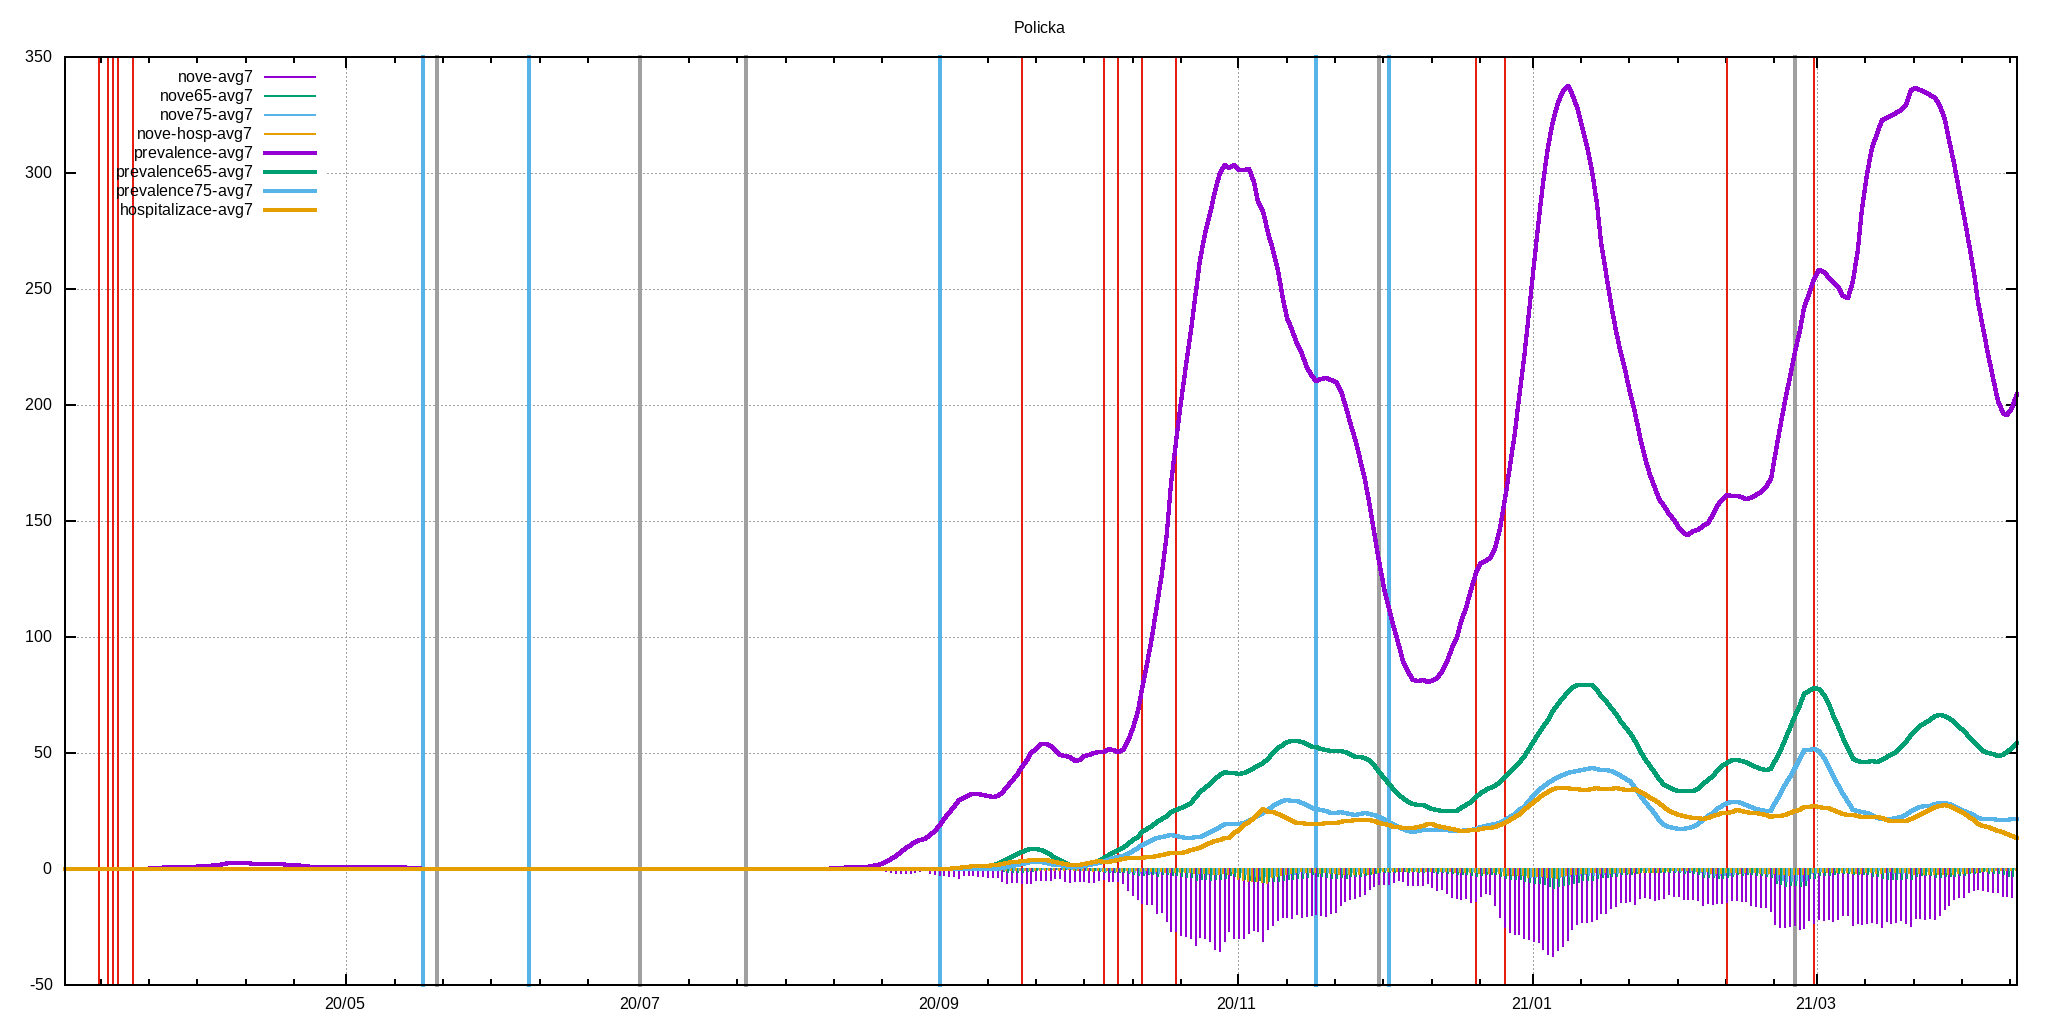 Policka
350
300
250
200
150
100
50
0
-50
nove-avg7
nove65-avg7
nove75-avg7
nove-hosp-avg7
prevalence-avg7
prevalence65-avg7
prevalence75-avg7
hospitalizace-avg7
20/05 20/07 20/09 20/11 21/01 21/03